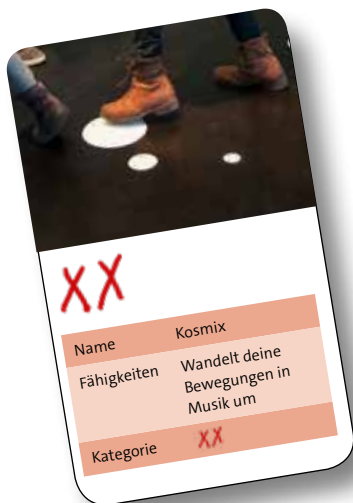 XX
Name Kosmix
Fähigkeiten Wandelt deine
Bewegungen in
Musik um
Kategorie XX